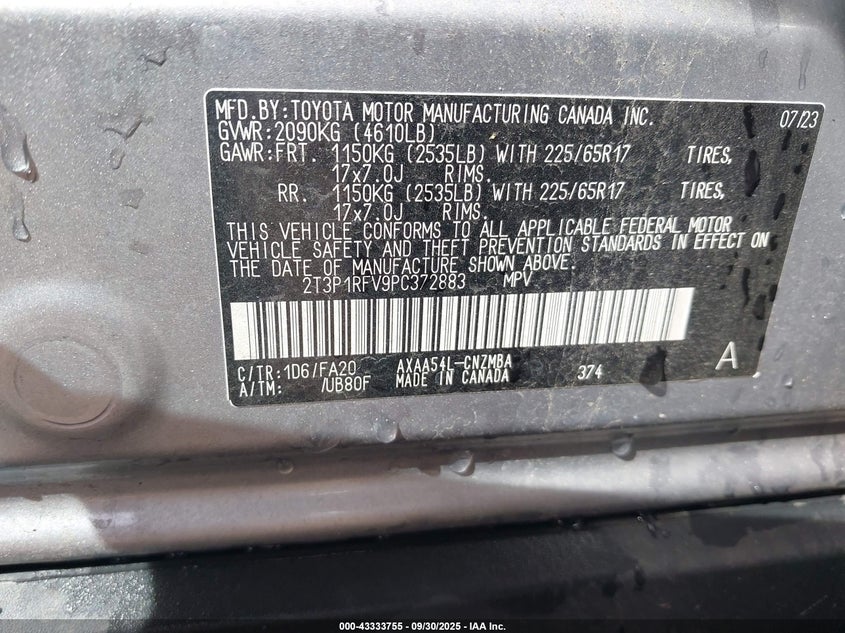 MFD.BY:TOYOTA MOTOR MANUFACTURING CANADA INC. 07/23
GVWR:2090KG (4610LB)
GAWR:FRT. 1150KG (2535LB) WITH 225/65R17 TIRES,
17x7.0J RIMS.
RR. 1150KG (2535LB) WITH 225/65R17 TIRES,
17x7.0J RIMS.
THIS VEHICLE CONFORMS TO ALL APPLICABLE FEDERAL MOTOR
VEHICLE SAFETY AND THEFT PREVENTION STANDARDS IN EFFECT ON
THE DATE OF MANUFACTURE SHOWN ABOVE.
2T3P1RFV9PC372883 MPV
C/TR:1D6/FA20 AXAA54L-CNZMBA A
A/TM: /UB80F MADE IN CANADA 374
000-43333755 - 09/30/2025 - IAA Inc.